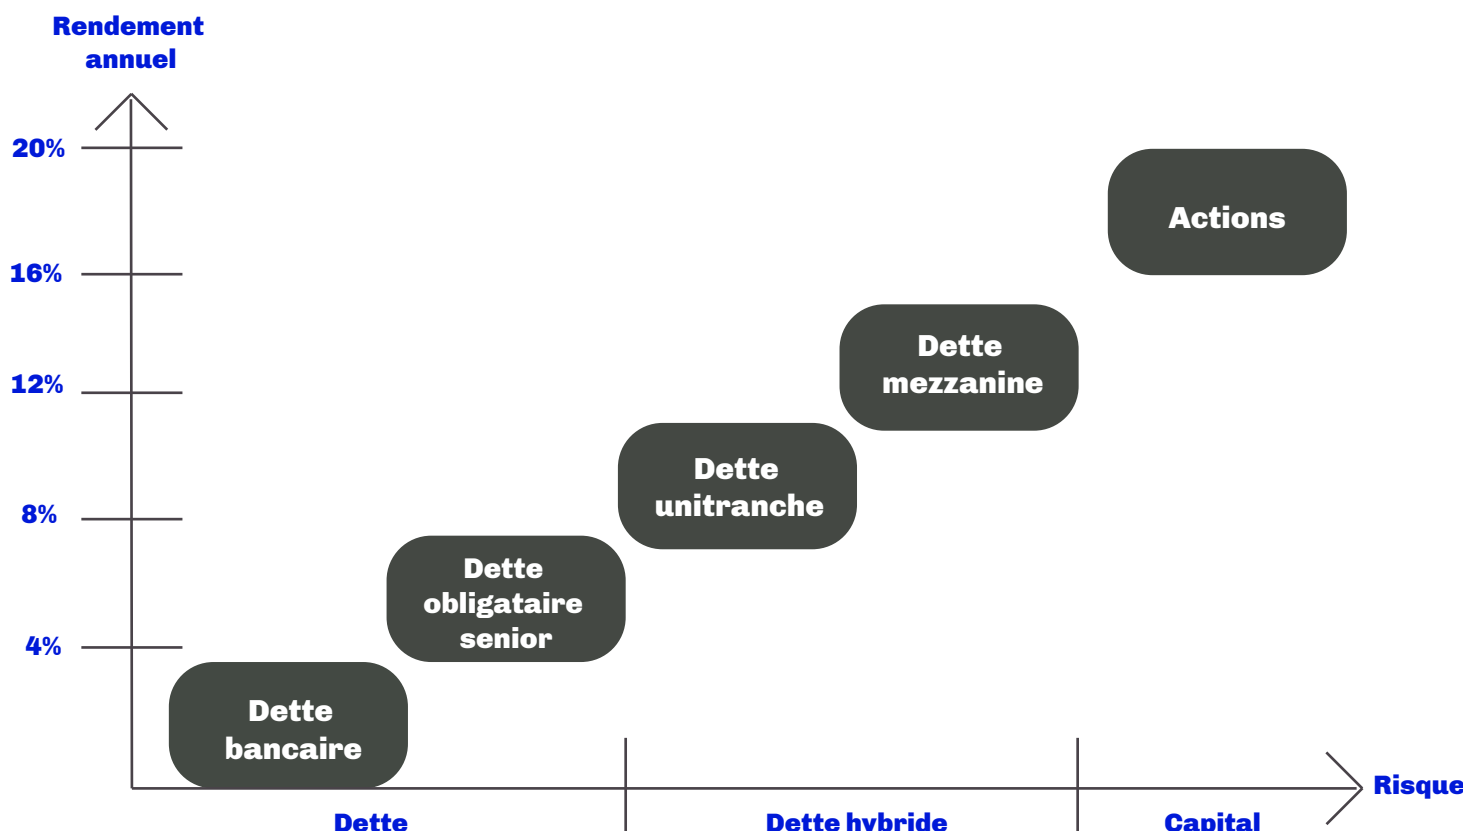 Rendement
annuel
20%
16%
12%
8%
4%
Actions
Dette
mezzanine
Dette
unitranche
Dette
obligataire
senior
Dette
bancaire
Risque
Dette
Dette hybride
Capital